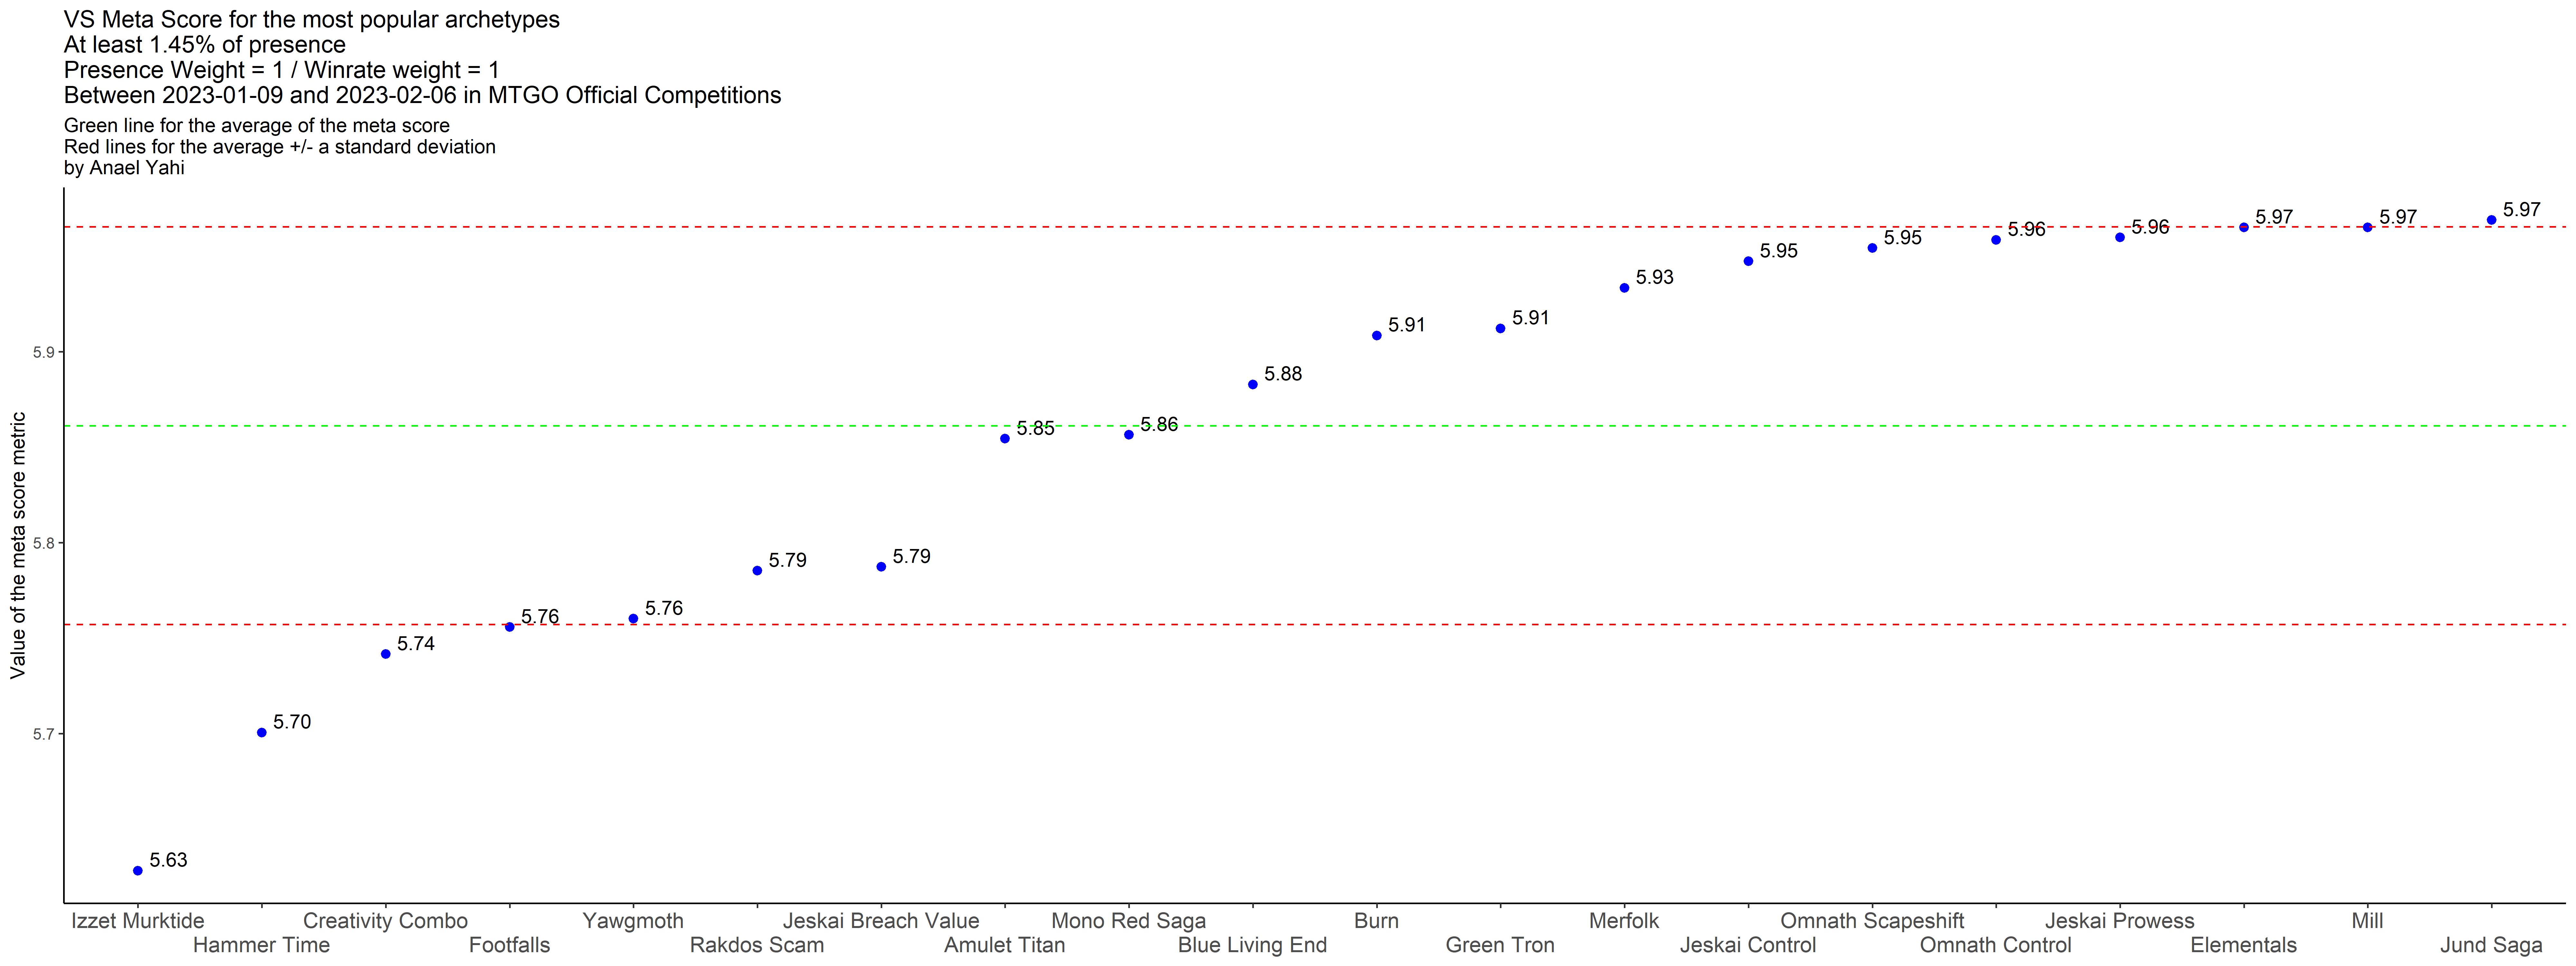 VS Meta Score for the most popular archetypes
At least 1.45% of presence
Presence Weight = 1 / Winrate weight = 1
Between 2023-01-09 and 2023-02-06 in MTGO Official Competitions
Green line for the average of the meta score
Red lines for the average +/- a standard deviation
by Anael Yahi
Value of the meta score metric
5.9
5.8
5.7
5.63
5.70
5.74
5.76
5.76
5.79
5.79
5.85
5.86
5.88
5.91
5.91
5.93
5.95
5.95
5.96
5.96
5.97
5.97
5.97
Izzet Murktide
Hammer Time
Creativity Combo
Footfalls
Yawgmoth
Rakdos Scam
Jeskai Breach Value
Amulet Titan
Mono Red Saga
Blue Living End
Burn
Green Tron
Merfolk
Jeskai Control
Omnath Scapeshift
Omnath Control
Jeskai Prowess
Elementals
Mill
Jund Saga